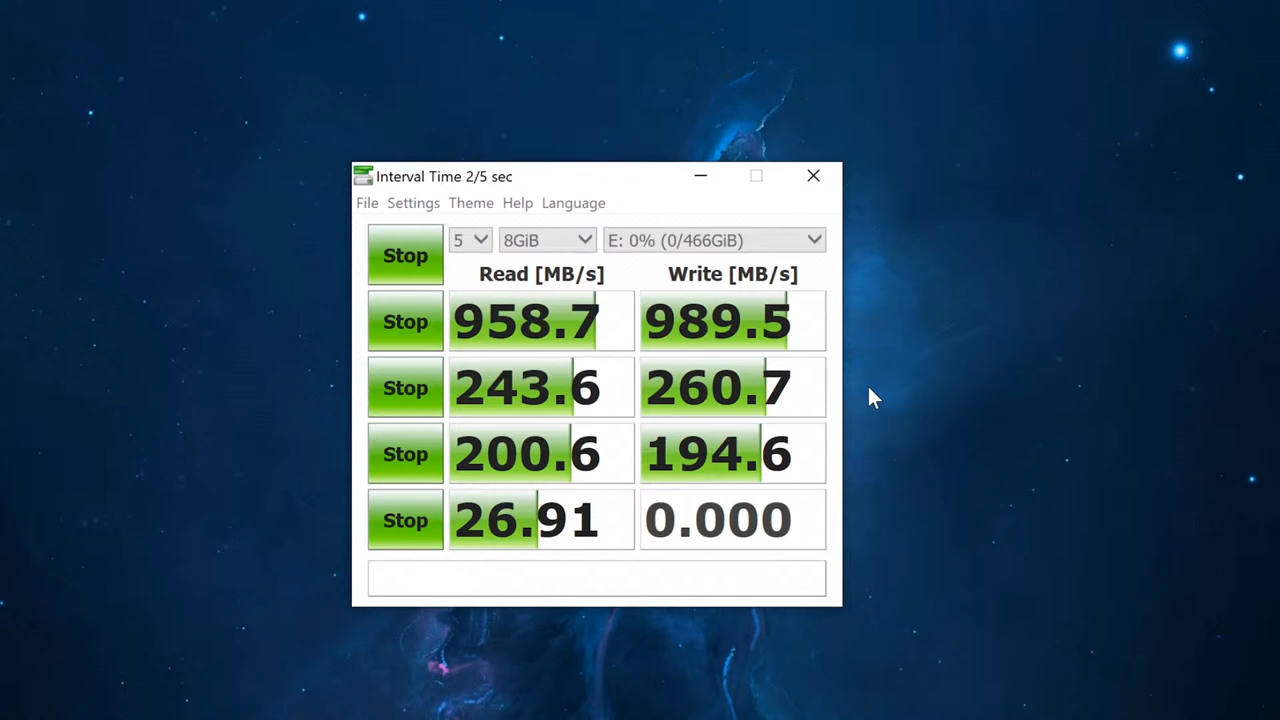 Interval Time 2/5 sec
File Settings Theme Help Language
Stop 5 8GiB E: 0% (0/466GiB)
Read [MB/s] Write [MB/s]
Stop 958.7 989.5
Stop 243.6 260.7
Stop 200.6 194.6
Stop 26.91 0.000